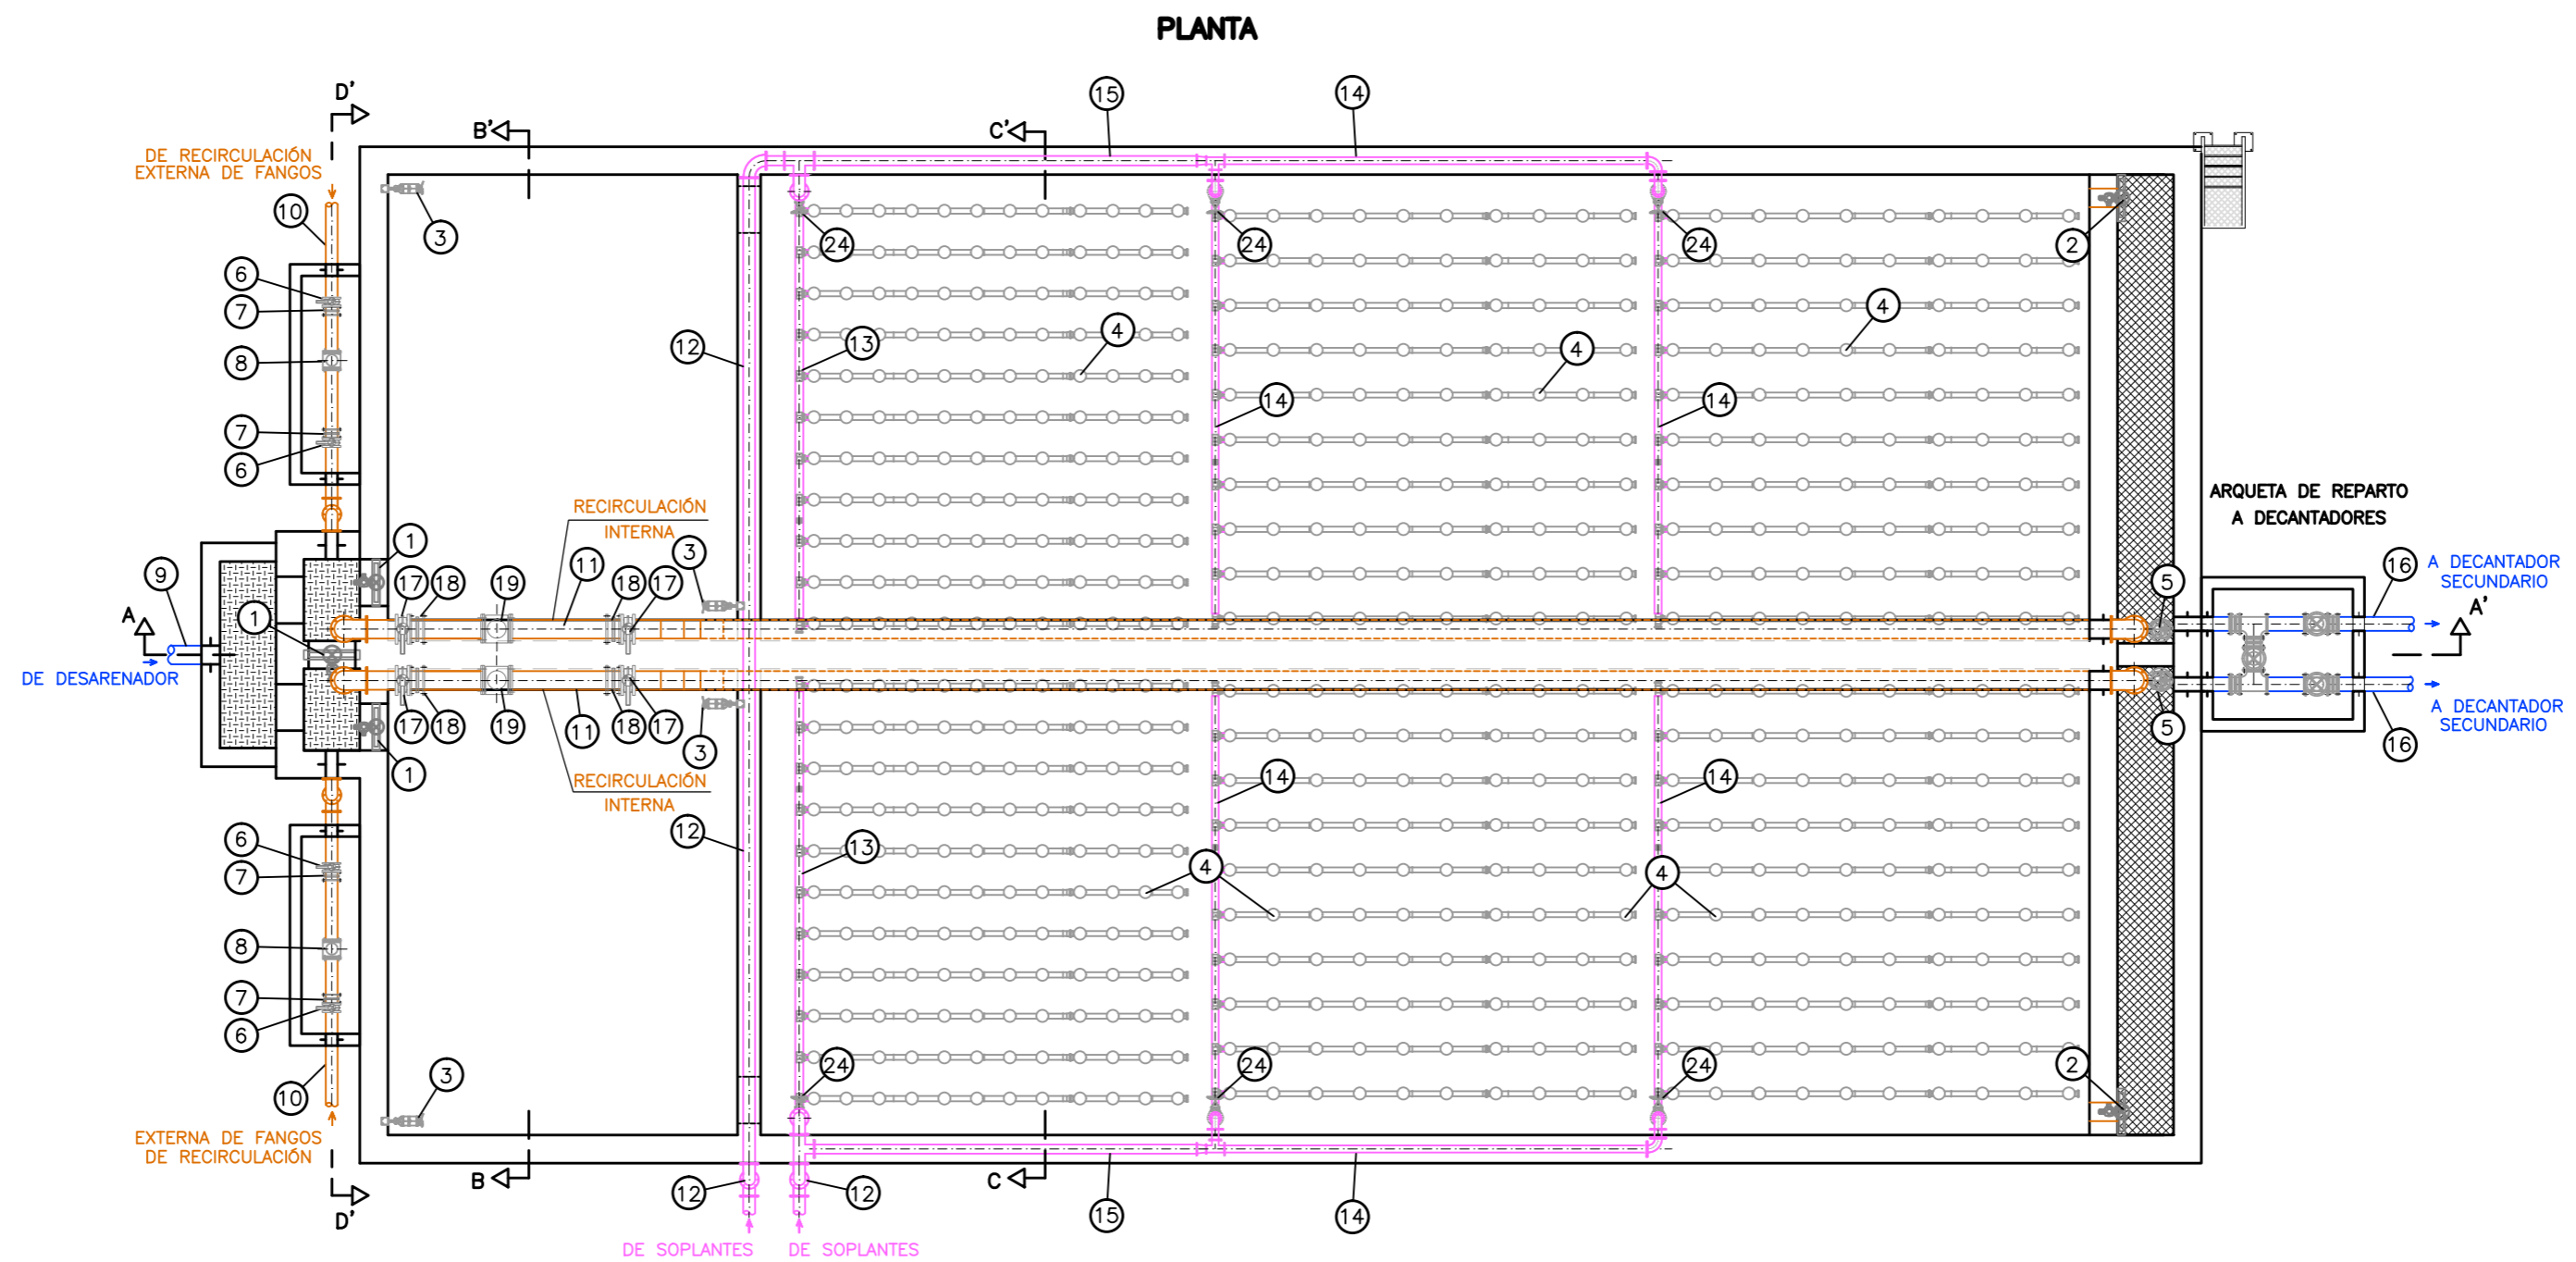 PLANTA
D'
15
14
B'
C'
DE RECIRCULACIÓN
EXTERNA DE FANGOS
10
3
24
24
24
2
6
7
8
12
13
4
4
4
14
14
7
6
ARQUETA DE REPARTO
A DECANTADORES
RECIRCULACIÓN
INTERNA
1
3
9
17
18
19
11
18
17
5
16
A DECANTADOR
SECUNDARIO
A
1
A'
DE DESARENADOR
17
18
19
11
18
17
3
5
A DECANTADOR
SECUNDARIO
16
1
RECIRCULACIÓN
INTERNA
14
14
6
7
12
13
4
4
8
7
6
3
24
24
24
2
10
EXTERNA DE FANGOS
DE RECIRCULACIÓN
B
C
12
12
15
14
D'
DE SOPLANTES
DE SOPLANTES